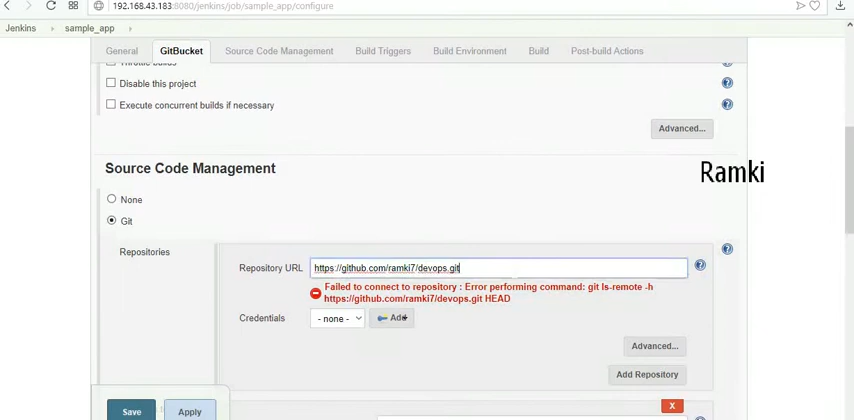 192.168.43.183:8080/jenkins/job/sample_app/configure
Jenkins sample_app
General GitBucket Source Code Management Build Triggers Build Environment Build Post-build Actions
Throttle builds
Disable this project
Execute concurrent builds if necessary
Advanced...
Source Code Management
Ramki
None
Git
Repositories
Repository URL https://github.com/ramki7/devops.git
Failed to connect to repository : Error performing command: git ls-remote -h
https://github.com/ramki7/devops.git HEAD
Credentials - none - Add
Advanced...
Add Repository
X
Save Apply